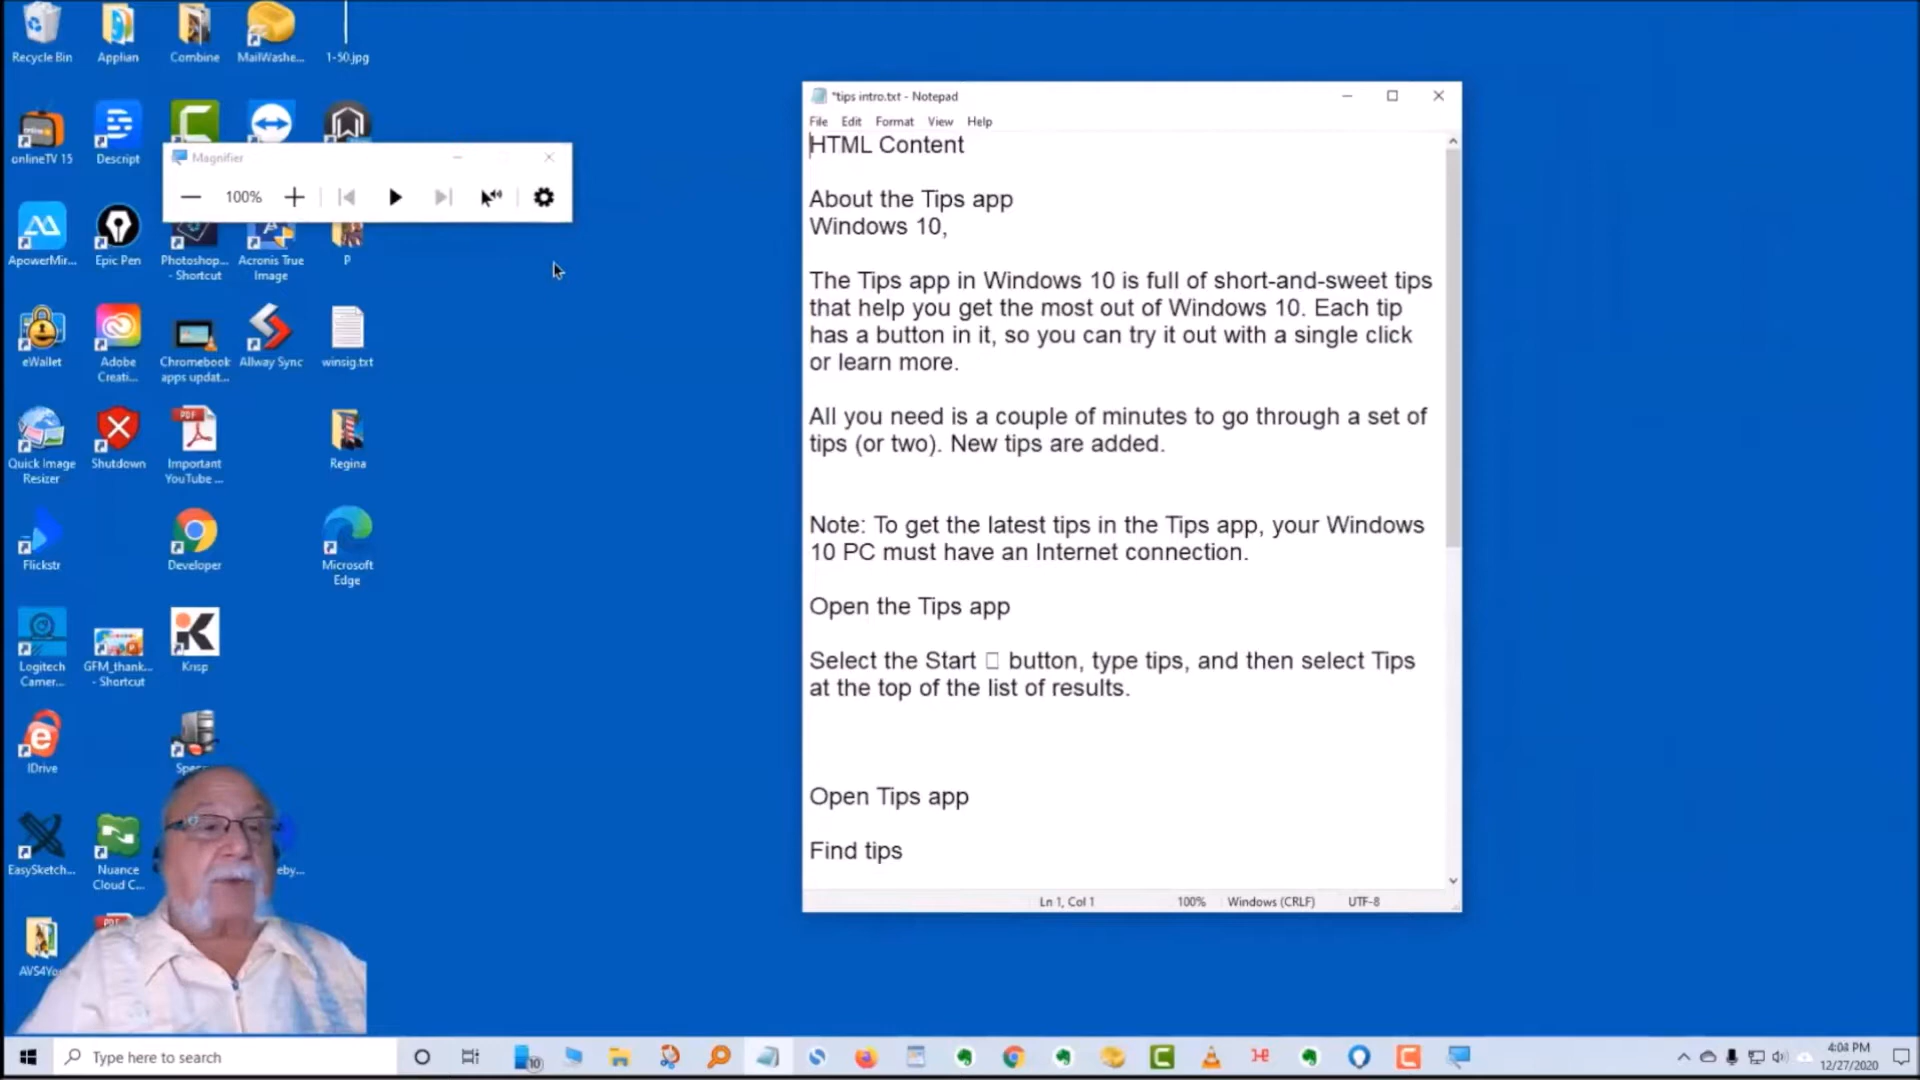 Recycle Bin
Applian
Combine
MailWashe...
1-50.jpg
onlineTV 15
Descript
ApowerMir...
Epic Pen
Photoshop... - Shortcut
Acronis True Image
P
eWallet
Adobe Creati...
Chromebook apps updat...
Allway Sync
winsig.txt
Quick Image Resizer
Shutdown
PDF
Important YouTube ...
Regina
Flickstr
Developer
Microsoft Edge
Logitech Camer...
GFM_thank... - Shortcut
Krisp
IDrive
EasySketch...
Nuance Cloud C...
eby...
PDF
Magnifier
100%
*tips intro.txt - Notepad
File Edit Format View Help
HTML Content
About the Tips app
Windows 10,
The Tips app in Windows 10 is full of short-and-sweet tips
that help you get the most out of Windows 10. Each tip
has a button in it, so you can try it out with a single click
or learn more.
All you need is a couple of minutes to go through a set of
tips (or two). New tips are added.
Note: To get the latest tips in the Tips app, your Windows
10 PC must have an Internet connection.
Open the Tips app
Select the Start □ button, type tips, and then select Tips
at the top of the list of results.
Open Tips app
Find tips
Ln 1, Col 1 100% Windows (CRLF) UTF-8
Type here to search
10
4:04 PM
12/27/2020